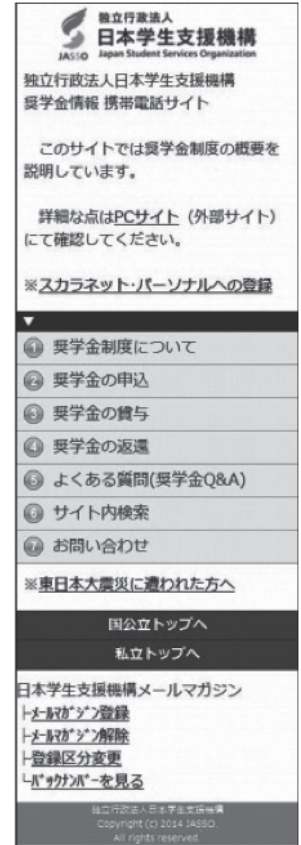 独立行政法人
日本学生支援機構
JASSO Japan Student Services Organization
独立行政法人日本学生支援機構
奨学金情報 携帯電話サイト
このサイトでは奨学金制度の概要を
説明しています。
詳細な点はPCサイト（外部サイト）
にて確認してください。
※スカラネット・パーソナルへの登録
▼
1 奨学金制度について
2 奨学金の申込
3 奨学金の貸与
4 奨学金の返還
5 よくある質問(奨学金Q&A)
6 サイト内検索
7 お問い合わせ
※東日本大震災に遭われた方へ
国公立トップへ
私立トップへ
日本学生支援機構メールマガジン
├ﾒｰﾙﾏｶﾞｼﾞﾝ登録
├ﾒｰﾙﾏｶﾞｼﾞﾝ解除
├登録区分変更
└ﾊﾞｯｸﾅﾝﾊﾞｰを見る
独立行政法人日本学生支援機構
Copyright (C) 2014 JASSO.
All rights reserved.